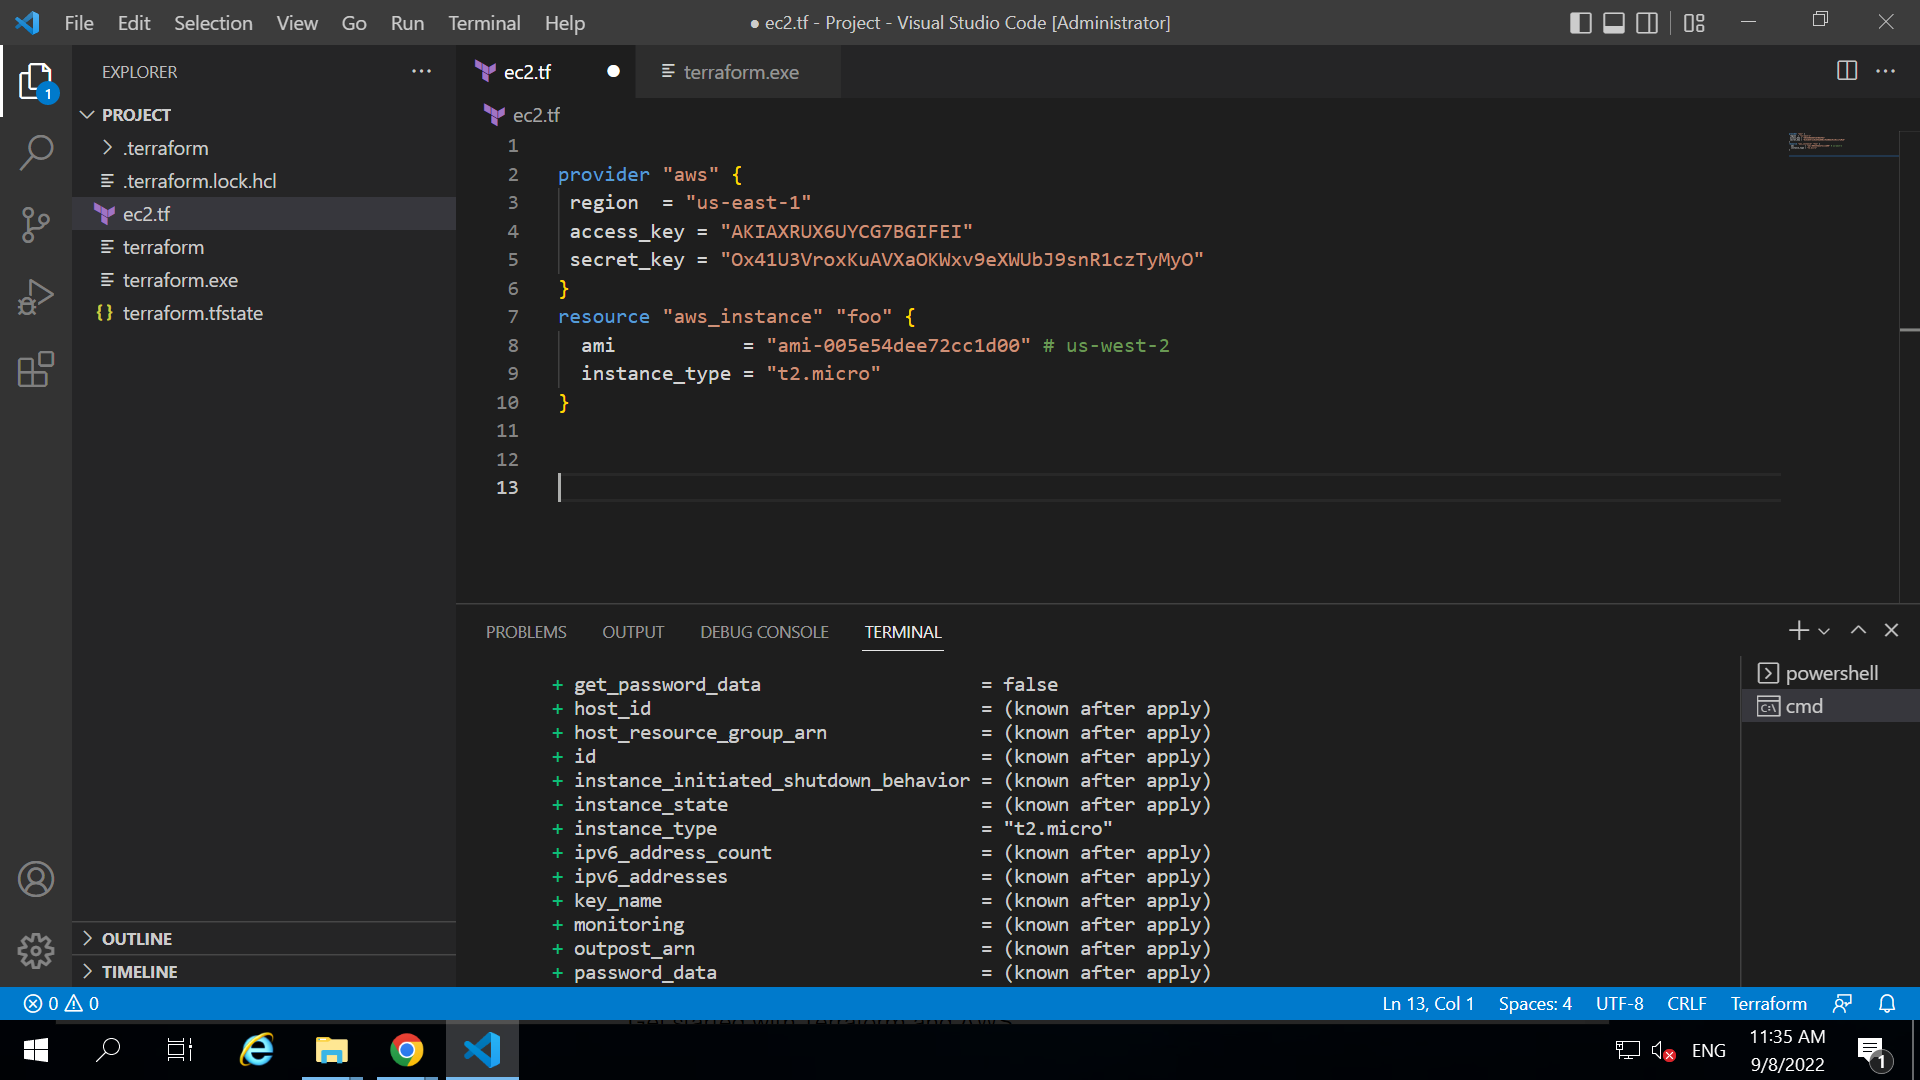 File Edit Selection View Go Run Terminal Help
● ec2.tf - Project - Visual Studio Code [Administrator]
EXPLORER
1
PROJECT
.terraform
.terraform.lock.hcl
ec2.tf
terraform
terraform.exe
terraform.tfstate
OUTLINE
TIMELINE
ec2.tf
terraform.exe
ec2.tf
1
2 provider "aws" {
3 region = "us-east-1"
4 access_key = "[credential redacted]"
5 secret_key = "[credential redacted]"
6 }
7 resource "aws_instance" "foo" {
8 ami = "ami-005e54dee72cc1d00" # us-west-2
9 instance_type = "t2.micro"
10 }
11
12
13
PROBLEMS OUTPUT DEBUG CONSOLE TERMINAL
+ get_password_data = false
+ host_id = (known after apply)
+ host_resource_group_arn = (known after apply)
+ id = (known after apply)
+ instance_initiated_shutdown_behavior = (known after apply)
+ instance_state = (known after apply)
+ instance_type = "t2.micro"
+ ipv6_address_count = (known after apply)
+ ipv6_addresses = (known after apply)
+ key_name = (known after apply)
+ monitoring = (known after apply)
+ outpost_arn = (known after apply)
+ password_data = (known after apply)
powershell
cmd
0 0
Ln 13, Col 1 Spaces: 4 UTF-8 CRLF Terraform
ENG
11:35 AM
9/8/2022
1